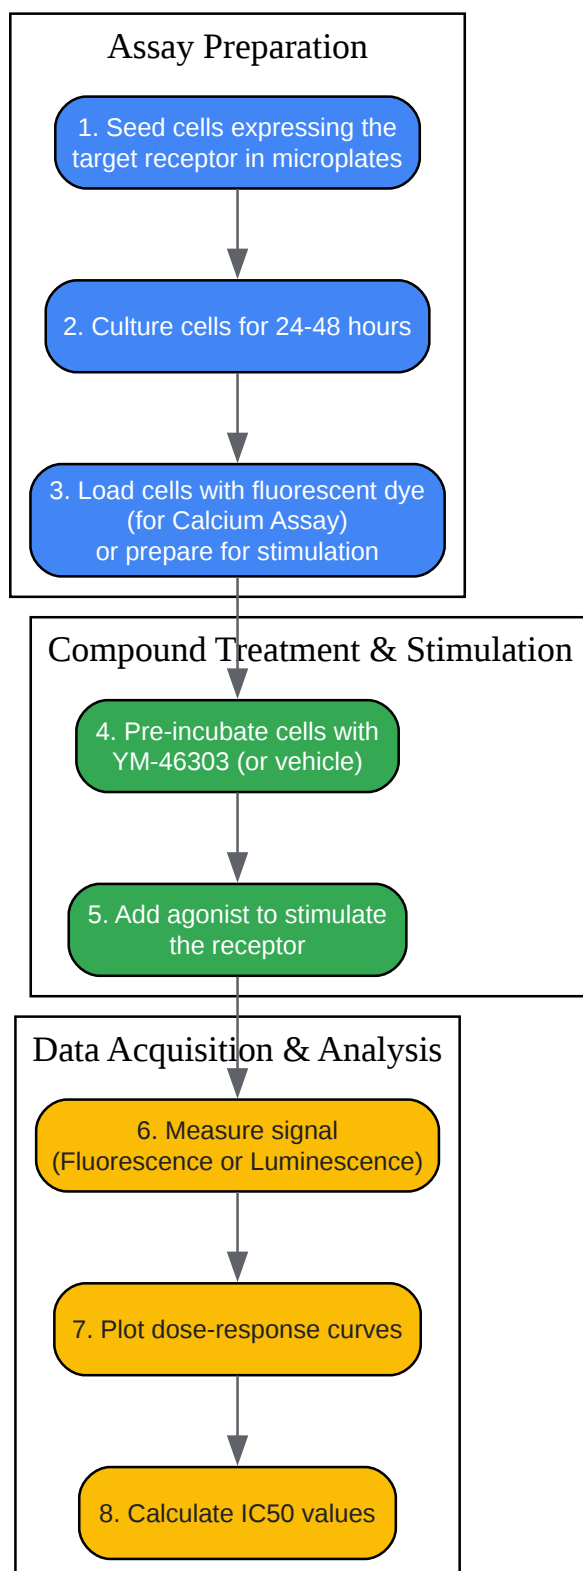 Assay Preparation
1. Seed cells expressing the
target receptor in microplates
2. Culture cells for 24-48 hours
3. Load cells with fluorescent dye
(for Calcium Assay)
or prepare for stimulation
Compound Treatment & Stimulation
4. Pre-incubate cells with
YM-46303 (or vehicle)
5. Add agonist to stimulate
the receptor
Data Acquisition & Analysis
6. Measure signal
(Fluorescence or Luminescence)
7. Plot dose-response curves
8. Calculate IC50 values